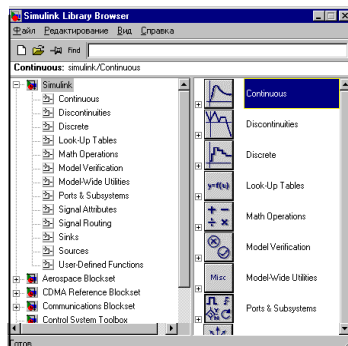 Simulink Library Browser
Файл Редактирование Вид Справка
Find
Continuous: simulink/Continuous
Simulink
Continuous
Discontinuities
Discrete
Look-Up Tables
Math Operations
Model Verification
Model-Wide Utilities
Ports & Subsystems
Signal Attributes
Signal Routing
Sinks
Sources
User-Defined Functions
Aerospace Blockset
CDMA Reference Blockset
Communications Blockset
Control System Toolbox
Continuous
Discontinuities
Discrete
y=f(u)
Look-Up Tables
+ −
÷ ×
Math Operations
Model Verification
Misc
Model-Wide Utilities
Ports & Subsystems
Готов